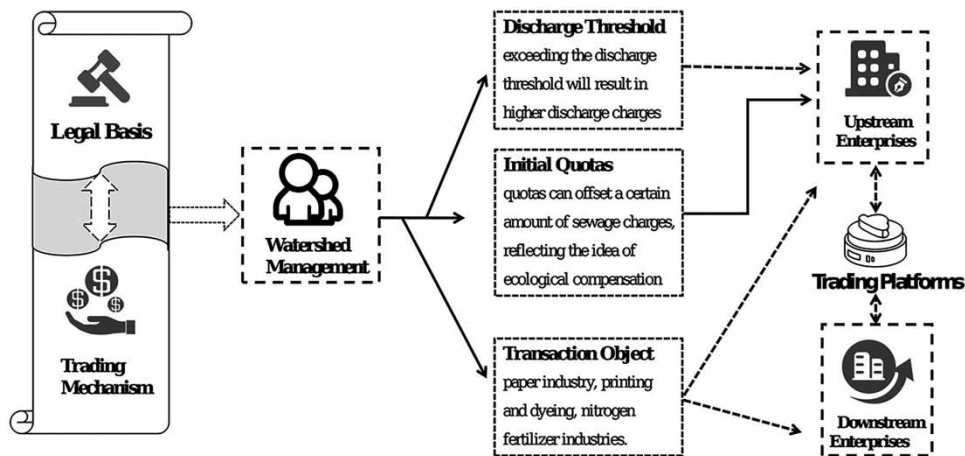 Legal Basis
Trading
Mechanism
Watershed
Management
Discharge Threshold
exceeding the discharge
threshold will result in
higher discharge charges
Initial Quotas
quotas can offset a certain
amount of sewage charges,
reflecting the idea of
ecological compensation
Transaction Object
paper industry, printing
and dyeing, nitrogen
fertilizer industries.
Upstream
Enterprises
Trading Platforms
Downstream
Enterprises